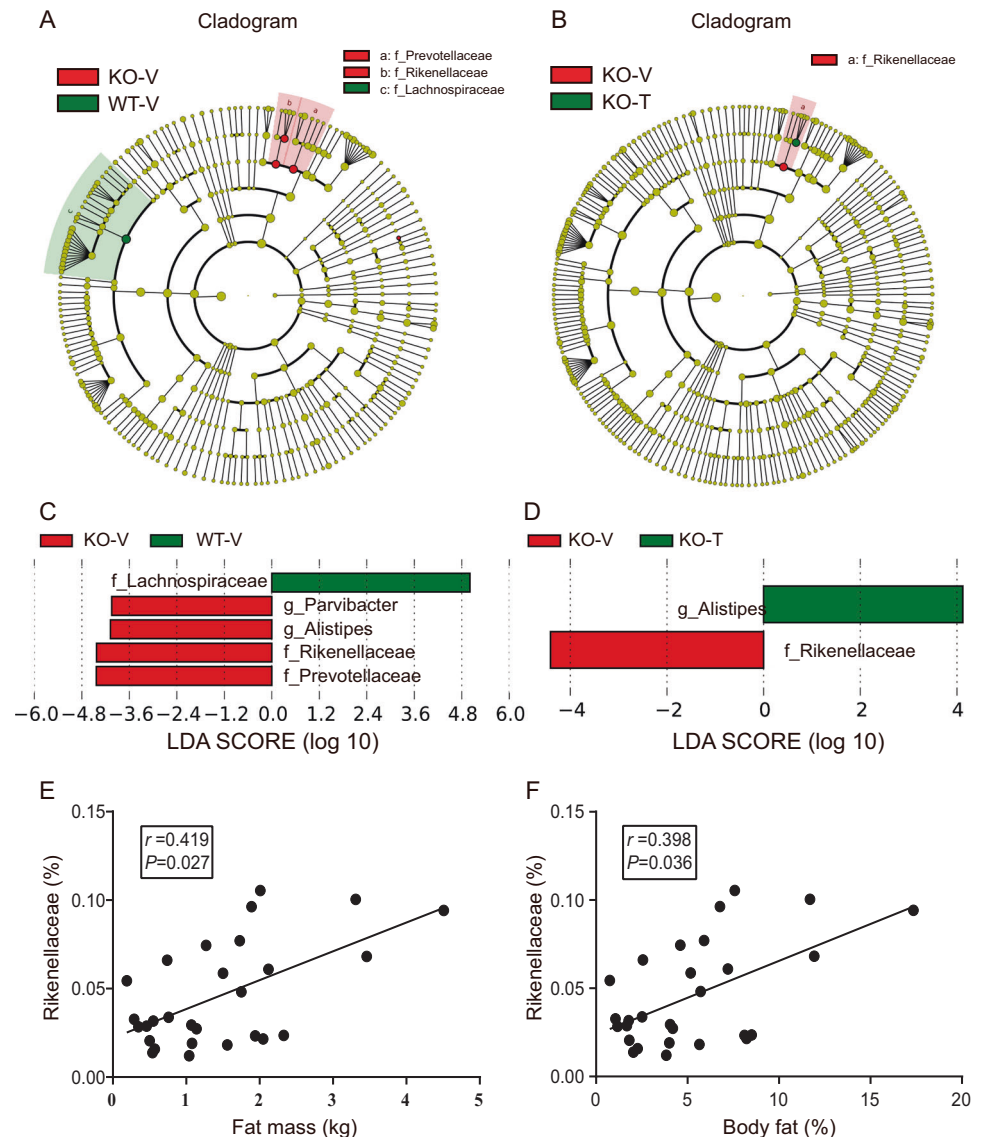 A
Cladogram
KO-V
WT-V
a: f_Prevotellaceae
b: f_Rikenellaceae
c: f_Lachnospiraceae
b
a
c
B
Cladogram
KO-V
KO-T
a: f_Rikenellaceae
a
C
KO-V
WT-V
f_Lachnospiraceae
g_Parvibacter
g_Alistipes
f_Rikenellaceae
f_Prevotellaceae
−6.0 −4.8 −3.6 −2.4 −1.2 0.0 1.2 2.4 3.6 4.8 6.0
LDA SCORE (log 10)
D
KO-V
KO-T
g_Alistipes
f_Rikenellaceae
−4 −2 0 2 4
LDA SCORE (log 10)
E
r=0.419
P=0.027
Rikenellaceae (%)
0.15
0.10
0.05
0.00
0 1 2 3 4 5
Fat mass (kg)
F
r=0.398
P=0.036
Rikenellaceae (%)
0.15
0.10
0.05
0.00
0 5 10 15 20
Body fat (%)